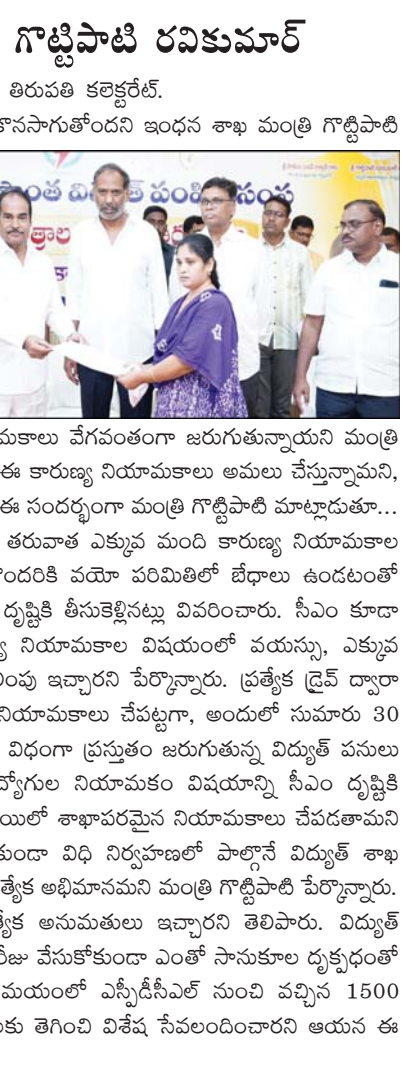 గొట్టిపాటి రవికుమార్
తిరుపతి కలెక్టరేట్.
కొనసాగుతోందని ఇంధన శాఖ మంత్రి గొట్టిపాటి
ప్రాంత విద్యుత్ పంపిణీ సంస్థ
మకాలు వేగవంతంగా జరుగుతున్నాయని మంత్రి
ఈ కారుణ్య నియామకాలు అమలు చేస్తున్నామని,
ఈ సందర్భంగా మంత్రి గొట్టిపాటి మాట్లాడుతూ...
తరువాత ఎక్కువ మంది కారుణ్య నియామకాల
కొందరికి వయో పరిమితిలో బేధాలు ఉండటంతో
దృష్టికి తీసుకెళ్లినట్లు వివరించారు. సీఎం కూడా
నియామకాల విషయంలో వయస్సు, ఎక్కువ
ంపు ఇచ్చారని పేర్కొన్నారు. ప్రత్యేక డ్రైవ్ ద్వారా
నియామకాలు చేపట్టగా, అందులో సుమారు 30
విధంగా ప్రస్తుతం జరుగుతున్న విద్యుత్ పనులు
ద్యోగుల నియామకం విషయాన్ని సీఎం దృష్టికి
యిలో శాఖాపరమైన నియామకాలు చేపడతామని
కుండా విధి నిర్వహణలో పాల్గొనే విద్యుత్ శాఖ
త్యేక అభిమానమని మంత్రి గొట్టిపాటి పేర్కొన్నారు.
త్యేక అనుమతులు ఇచ్చారని తెలిపారు. విద్యుత్
రీజు వేసుకోకుండా ఎంతో సానుకూల దృక్పధంతో
మయంలో ఎస్పీడీసీఎల్ నుంచి వచ్చిన 1500
లకు తెగించి విశేష సేవలందించారని ఆయన ఈ